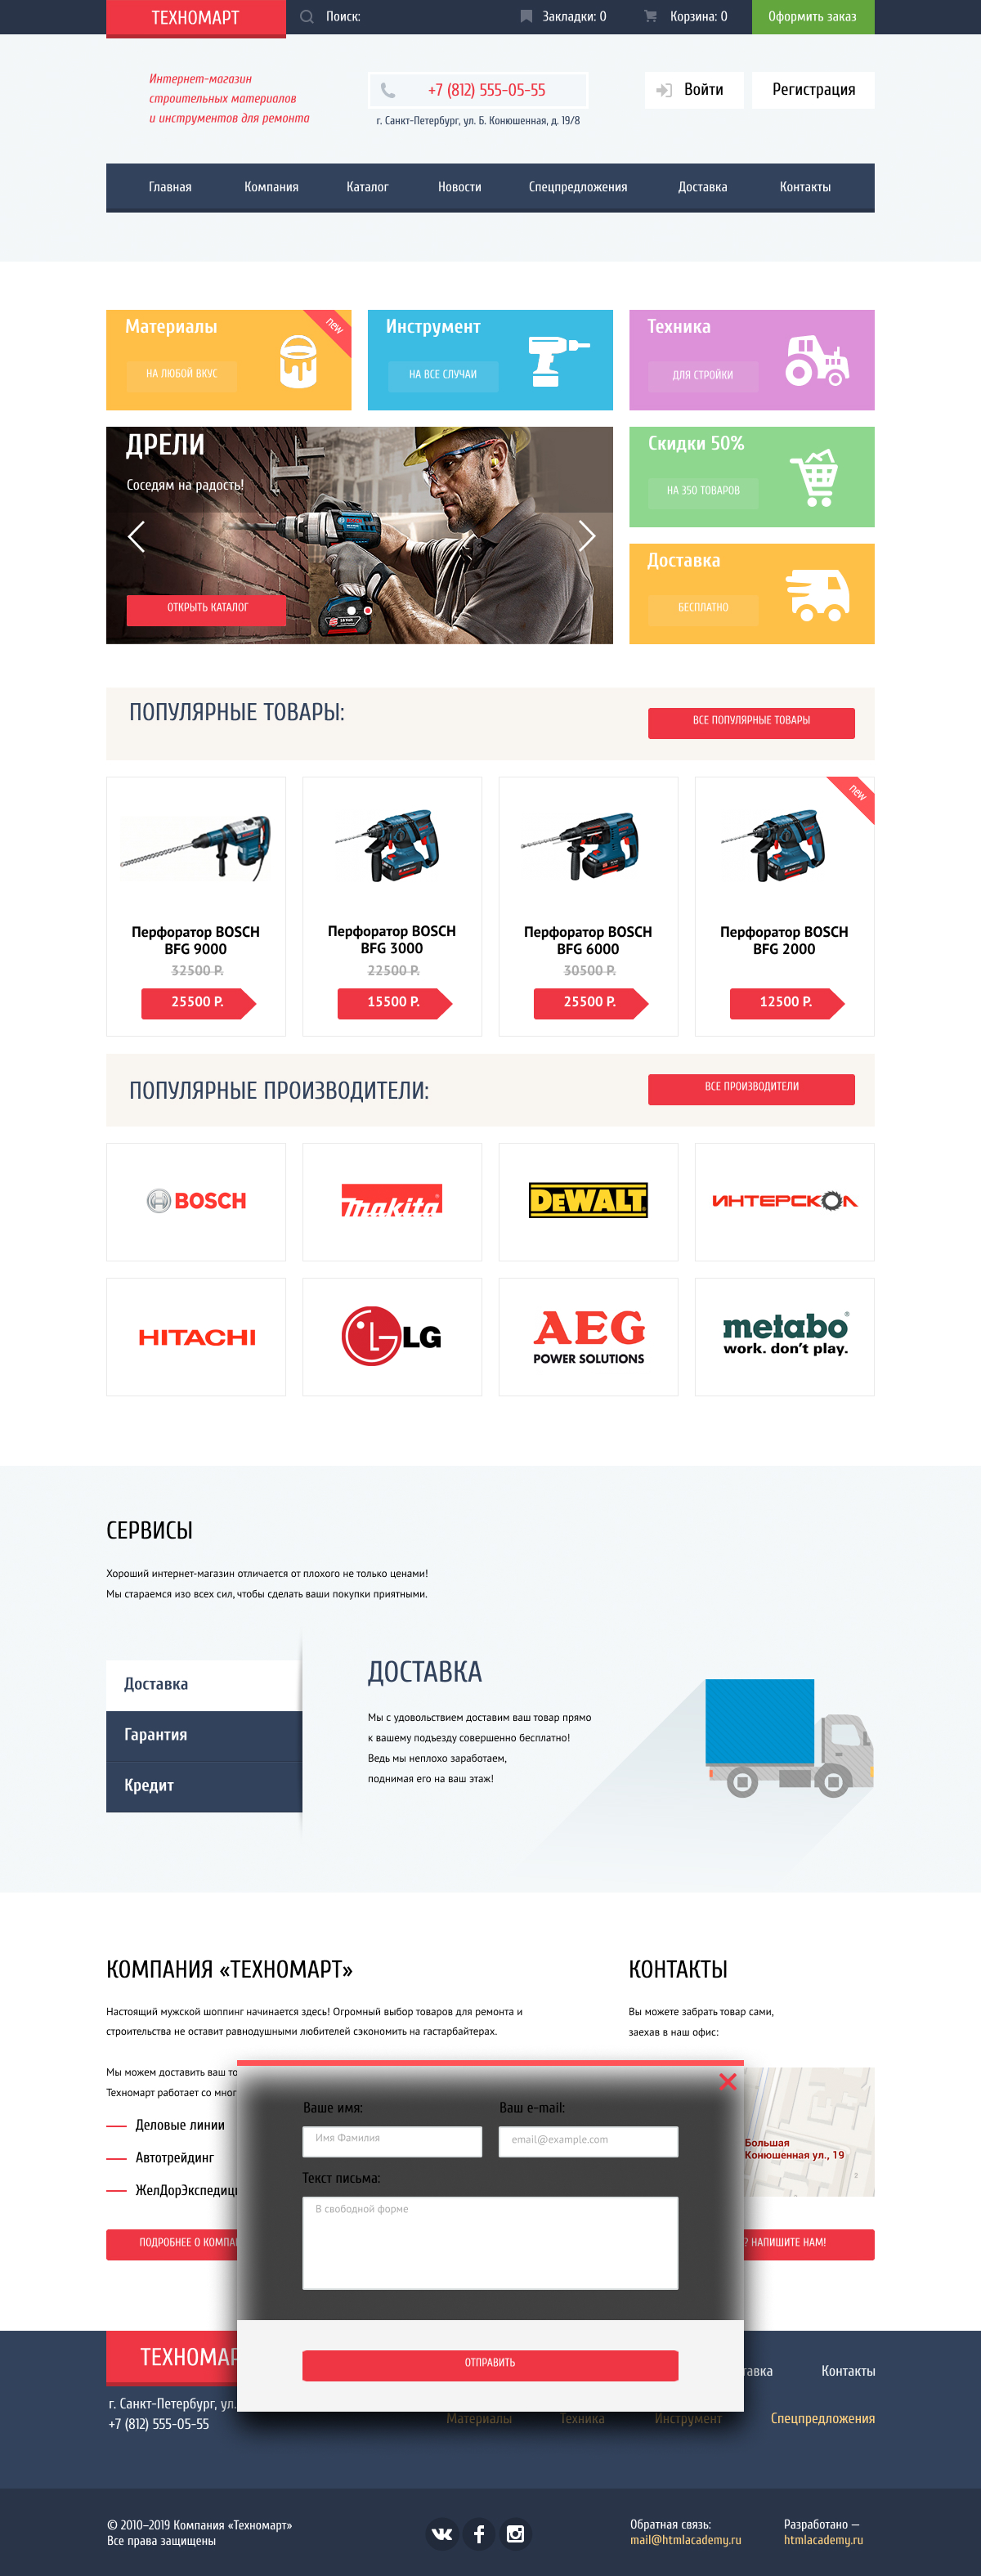 ТЕХНОМАРТ
Поиск:
Закладки: 0
Корзина: 0
Оформить заказ
Интернет-магазин
строительных материалов
и инструментов для ремонта
+7 (812) 555-05-55
г. Санкт-Петербург, ул. Б. Конюшенная, д. 19/8
Войти
Регистрация
Главная
Компания
Каталог
Новости
Спецпредложения
Доставка
Контакты
Материалы
new
НА ЛЮБОЙ ВКУС
Инструмент
НА ВСЕ СЛУЧАИ
Техника
ДЛЯ СТРОЙКИ
ДРЕЛИ
Соседям на радость!
ОТКРЫТЬ КАТАЛОГ
Скидки 50%
НА 350 ТОВАРОВ
Доставка
БЕСПЛАТНО
ПОПУЛЯРНЫЕ ТОВАРЫ:
ВСЕ ПОПУЛЯРНЫЕ ТОВАРЫ
Перфоратор BOSCH
BFG 9000
32500 Р.
25500 Р.
Перфоратор BOSCH
BFG 3000
22500 Р.
15500 Р.
Перфоратор BOSCH
BFG 6000
30500 Р.
25500 Р.
new
Перфоратор BOSCH
BFG 2000
12500 Р.
ПОПУЛЯРНЫЕ ПРОИЗВОДИТЕЛИ:
ВСЕ ПРОИЗВОДИТЕЛИ
BOSCH
makita
DEWALT
ИНТЕРСКОЛ
HITACHI
LG
AEG
POWER SOLUTIONS
metabo®
work. don't play.
СЕРВИСЫ
Хороший интернет-магазин отличается от плохого не только ценами!
Мы стараемся изо всех сил, чтобы сделать ваши покупки приятными.
Доставка
Гарантия
Кредит
ДОСТАВКА
Мы с удовольствием доставим ваш товар прямо
к вашему подъезду совершенно бесплатно!
Ведь мы неплохо заработаем,
поднимая его на ваш этаж!
КОМПАНИЯ «ТЕХНОМАРТ»
Настоящий мужской шоппинг начинается здесь! Огромный выбор товаров для ремонта и
строительства не оставит равнодушными любителей сэкономить на гастарбайтерах.
Мы можем доставить ваш то
Техномарт работает со мног
Деловые линии
Автотрейдинг
ЖелДорЭкспедиц
ПОДРОБНЕЕ О КОМПА
КОНТАКТЫ
Вы можете забрать товар сами,
заехав в наш офис:
Большая
Конюшенная ул., 19
2
? НАПИШИТЕ НАМ!
Ваше имя:
Имя Фамилия
Ваш e-mail:
email@example.com
Текст письма:
В свободной форме
ОТПРАВИТЬ
ТЕХНОМАР
г. Санкт-Петербург, ул.
+7 (812) 555-05-55
тавка
Контакты
Материалы
Техника
Инструмент
Спецпредложения
© 2010–2019 Компания «Техномарт»
Все права защищены
Обратная связь:
mail@htmlacademy.ru
Разработано —
htmlacademy.ru